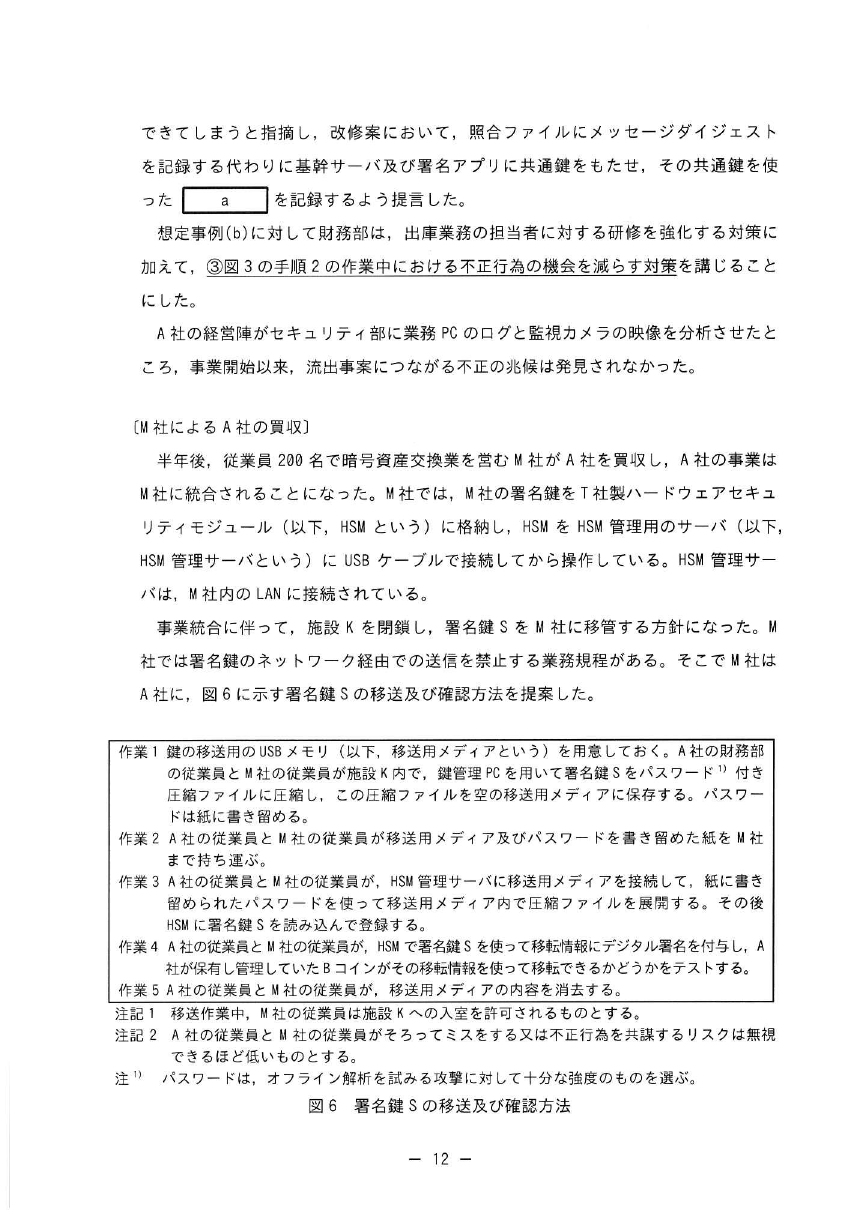 できてしまうと指摘し，改修案において，照合ファイルにメッセージダイジェスト
を記録する代わりに基幹サーバ及び署名アプリに共通鍵をもたせ，その共通鍵を使
った a を記録するよう提言した。
想定事例(b)に対して財務部は，出庫業務の担当者に対する研修を強化する対策に
加えて，③図3の手順2の作業中における不正行為の機会を減らす対策を講じること
にした。
A社の経営陣がセキュリティ部に業務PCのログと監視カメラの映像を分析させたと
ころ，事業開始以来，流出事案につながる不正の兆候は発見されなかった。
〔M社によるA社の買収〕
半年後，従業員200名で暗号資産交換業を営むM社がA社を買収し，A社の事業は
M社に統合されることになった。M社では，M社の署名鍵をT社製ハードウェアセキュ
リティモジュール（以下，HSMという）に格納し，HSMをHSM管理用のサーバ（以下，
HSM管理サーバという）にUSBケーブルで接続してから操作している。HSM管理サー
バは，M社内のLANに接続されている。
事業統合に伴って，施設Kを閉鎖し，署名鍵SをM社に移管する方針になった。M
社では署名鍵のネットワーク経由での送信を禁止する業務規程がある。そこでM社は
A社に，図6に示す署名鍵Sの移送及び確認方法を提案した。
作業1 鍵の移送用のUSBメモリ（以下，移送用メディアという）を用意しておく。A社の財務部
の従業員とM社の従業員が施設K内で，鍵管理PCを用いて署名鍵Sをパスワード1) 付き
圧縮ファイルに圧縮し，この圧縮ファイルを空の移送用メディアに保存する。パスワー
ドは紙に書き留める。
作業2 A社の従業員とM社の従業員が移送用メディア及びパスワードを書き留めた紙をM社
まで持ち運ぶ。
作業3 A社の従業員とM社の従業員が，HSM管理サーバに移送用メディアを接続して，紙に書き
留められたパスワードを使って移送用メディア内で圧縮ファイルを展開する。その後
HSMに署名鍵Sを読み込んで登録する。
作業4 A社の従業員とM社の従業員が，HSMで署名鍵Sを使って移転情報にデジタル署名を付与し，A
社が保有し管理していたBコインがその移転情報を使って移転できるかどうかをテストする。
作業5 A社の従業員とM社の従業員が，移送用メディアの内容を消去する。
注記1 移送作業中，M社の従業員は施設Kへの入室を許可されるものとする。
注記2 A社の従業員とM社の従業員がそろってミスをする又は不正行為を共謀するリスクは無視
できるほど低いものとする。
注1) パスワードは，オフライン解析を試みる攻撃に対して十分な強度のものを選ぶ。
図6 署名鍵Sの移送及び確認方法
－ 12 －